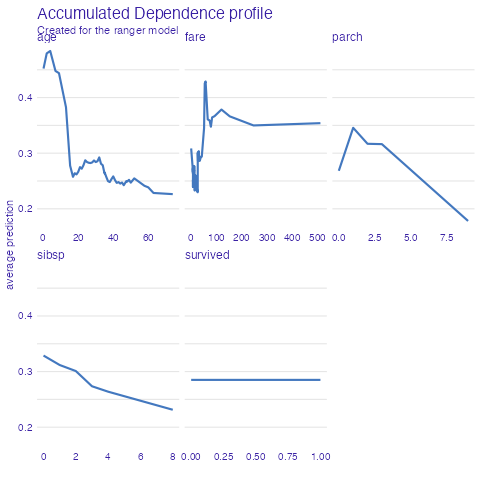 Accumulated Dependence profile
Created for the ranger model
age
fare
parch
0.4
0.3
0.2
0 20 40 60
0 100 200 300 400 500
0.0 2.5 5.0 7.5
average prediction
sibsp
survived
0.4
0.3
0.2
0 2 4 6 8
0.00 0.25 0.50 0.75 1.00